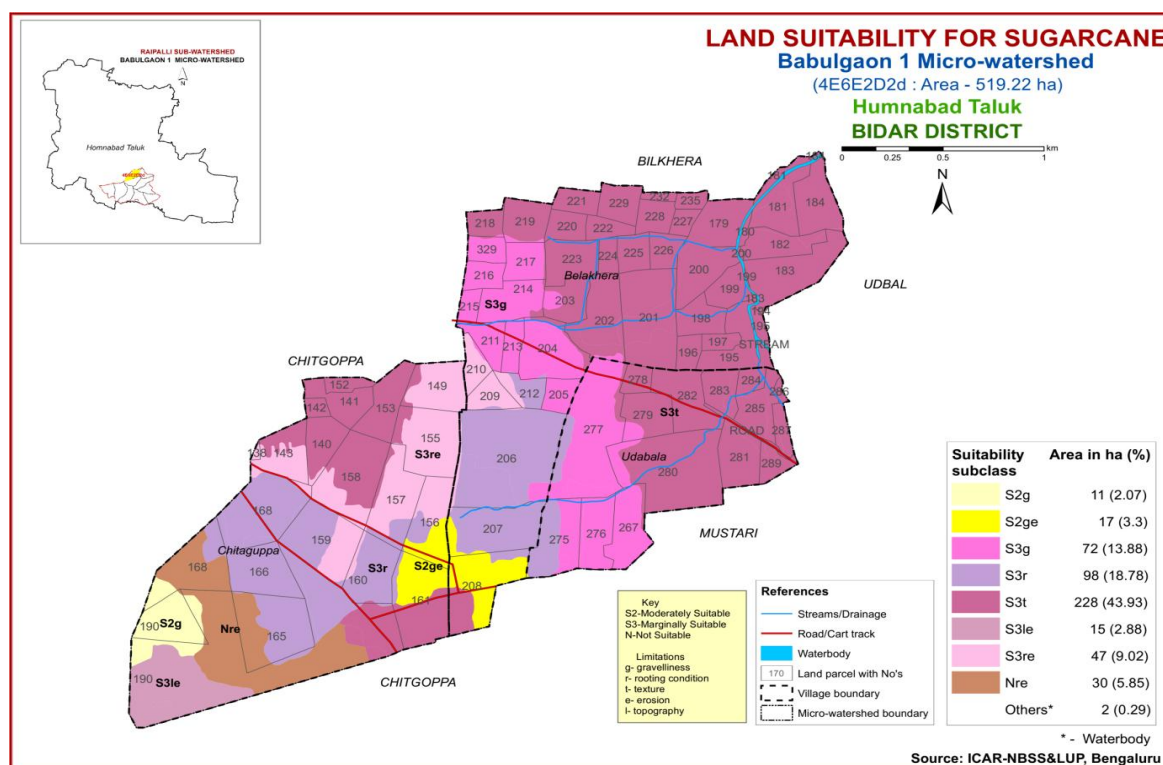 RAIPALLI SUB-WATERSHED
BABULGAON 1 MICRO-WATERSHED
N
Homnabad Taluk
LAND SUITABILITY FOR SUGARCANE
Babulgaon 1 Micro-watershed
(4E6E2D2d : Area - 519.22 ha)
Humnabad Taluk
BIDAR DISTRICT
km
0 0.25 0.5 1
N
BILKHERA
UDBAL
CHITGOPPA
MUSTARI
CHITGOPPA
181
221 229 232 235 181 184
218 219 220 222 228 227 179 180
329 217 223 224 225 226 200 182
216 Belakhera 200 199 183
214 203 199 183
215 S3g 202 201 198 194
195
211 213 204 197 STREAM
196 195
210 278 284 286
152 149 209 212 205 282 283
142 141 153 279 S3t 285
155 277 ROAD 287
138 143 140 S3re 206 Udabala 281 289
158 280
157
168 156 207 275 276 267
159
Chitaguppa S3r S2ge
168 166 160 208
161
190 S2g Nre 165
190 S3le
Suitability subclass Area in ha (%)
S2g 11 (2.07)
S2ge 17 (3.3)
S3g 72 (13.88)
S3r 98 (18.78)
S3t 228 (43.93)
S3le 15 (2.88)
S3re 47 (9.02)
Nre 30 (5.85)
Others* 2 (0.29)
* - Waterbody
Key
S2-Moderately Suitable
S3-Marginally Suitable
N-Not Suitable
Limitations
g- gravelliness
r- rooting condition
t- texture
e- erosion
l- topography
References
Streams/Drainage
Road/Cart track
Waterbody
170 Land parcel with No's
Village boundary
Micro-watershed boundary
Source: ICAR-NBSS&LUP, Bengaluru